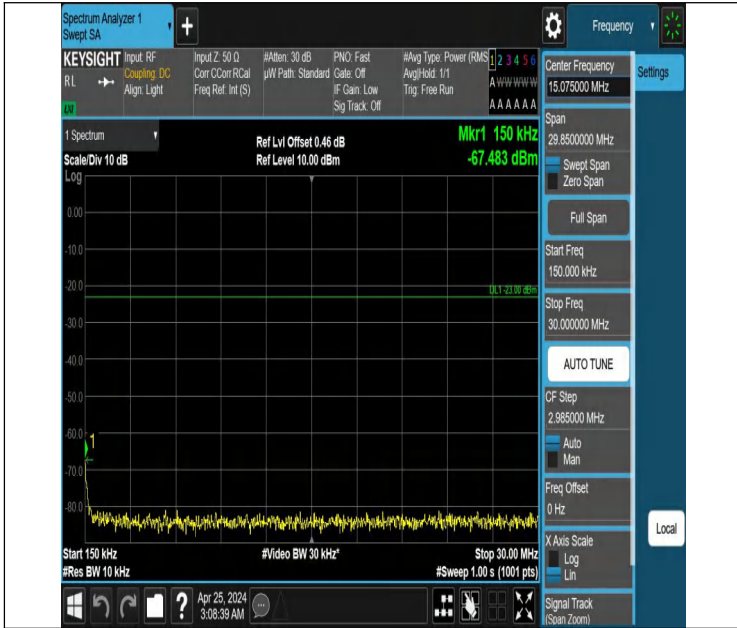 Spectrum Analyzer 1
Swept SA
+
Frequency
KEYSIGHT
RL
LXI
Input: RF
Coupling: DC
Align: Light
Input Z: 50 Ω
Corr CCorr RCal
Freq Ref: Int (S)
#Atten: 30 dB
µW Path: Standard
PNO: Fast
Gate: Off
IF Gain: Low
Sig Track: Off
#Avg Type: Power (RMS
Avg|Hold: 1/1
Trig: Free Run
1 2 3 4 5 6
A W W W W W
A A A A A A
1 Spectrum
Scale/Div 10 dB
Log
Ref Lvl Offset 0.46 dB
Ref Level 10.00 dBm
Mkr1 150 kHz
-67.483 dBm
0.00
-10.0
-20.0
DL1 -23.00 dBm
-30.0
-40.0
-50.0
-60.0
1
-70.0
-80.0
Start 150 kHz
#Res BW 10 kHz
#Video BW 30 kHz*
Stop 30.00 MHz
#Sweep 1.00 s (1001 pts)
?
Apr 25, 2024
3:08:39 AM
Center Frequency
15.075000 MHz
Span
29.8500000 MHz
Swept Span
Zero Span
Full Span
Start Freq
150.000 kHz
Stop Freq
30.000000 MHz
AUTO TUNE
CF Step
2.985000 MHz
Auto
Man
Freq Offset
0 Hz
X Axis Scale
Log
Lin
Signal Track
(Span Zoom)
Settings
Local